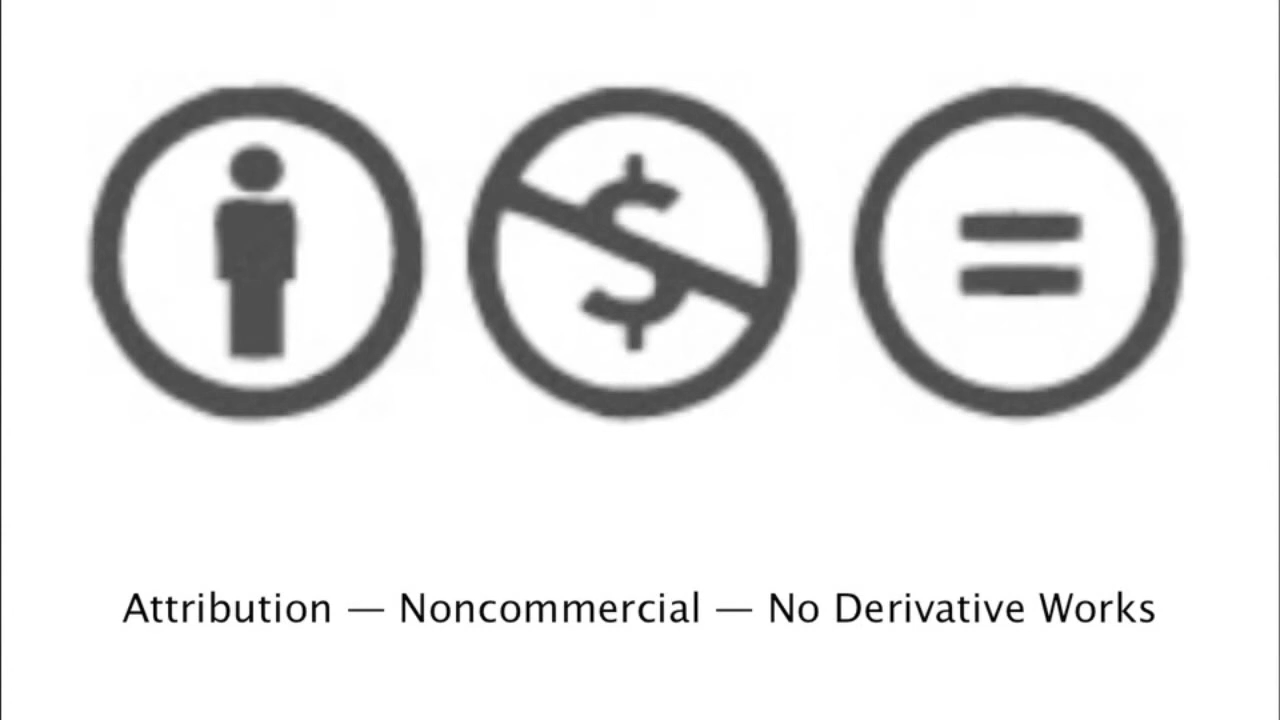 Attribution — Noncommercial — No Derivative Works